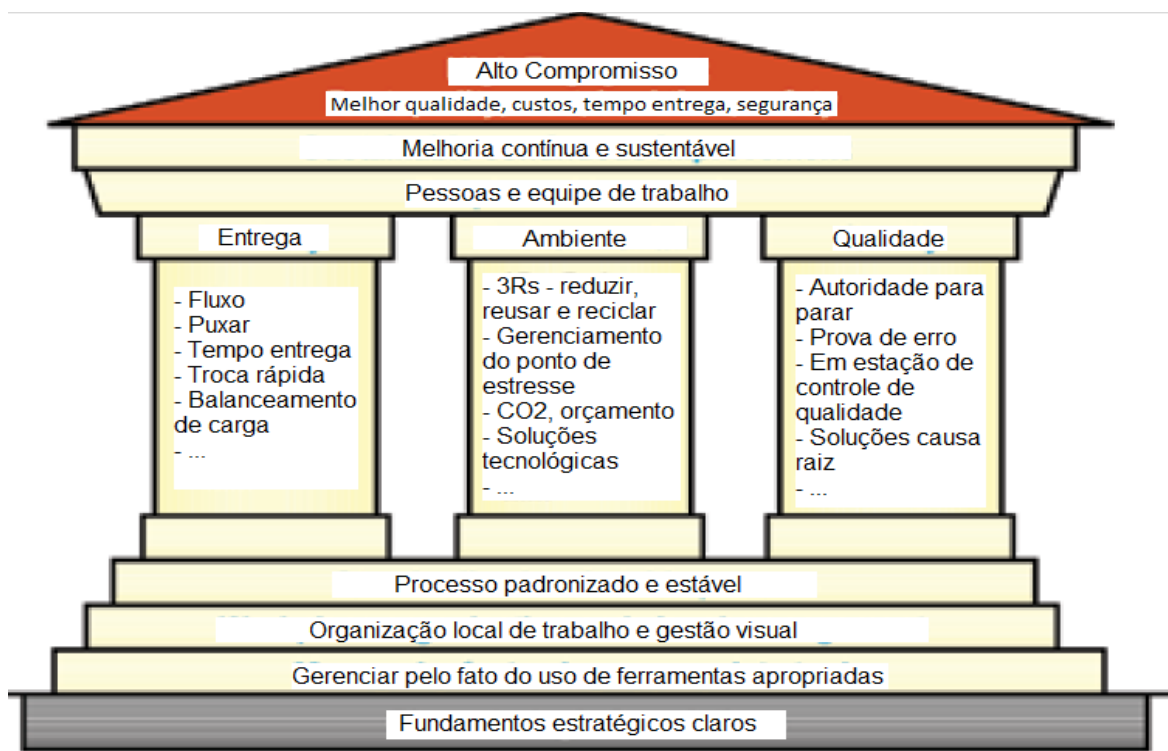 Alto Compromisso
Melhor qualidade, custos, tempo entrega, segurança
Melhoria contínua e sustentável
Pessoas e equipe de trabalho
Entrega
- Fluxo
- Puxar
- Tempo entrega
- Troca rápida
- Balanceamento
de carga
- ...
Ambiente
- 3Rs - reduzir,
reusar e reciclar
- Gerenciamento
do ponto de
estresse
- CO2, orçamento
- Soluções
tecnológicas
- ...
Qualidade
- Autoridade para
parar
- Prova de erro
- Em estação de
controle de
qualidade
- Soluções causa
raiz
- ...
Processo padronizado e estável
Organização local de trabalho e gestão visual
Gerenciar pelo fato do uso de ferramentas apropriadas
Fundamentos estratégicos claros